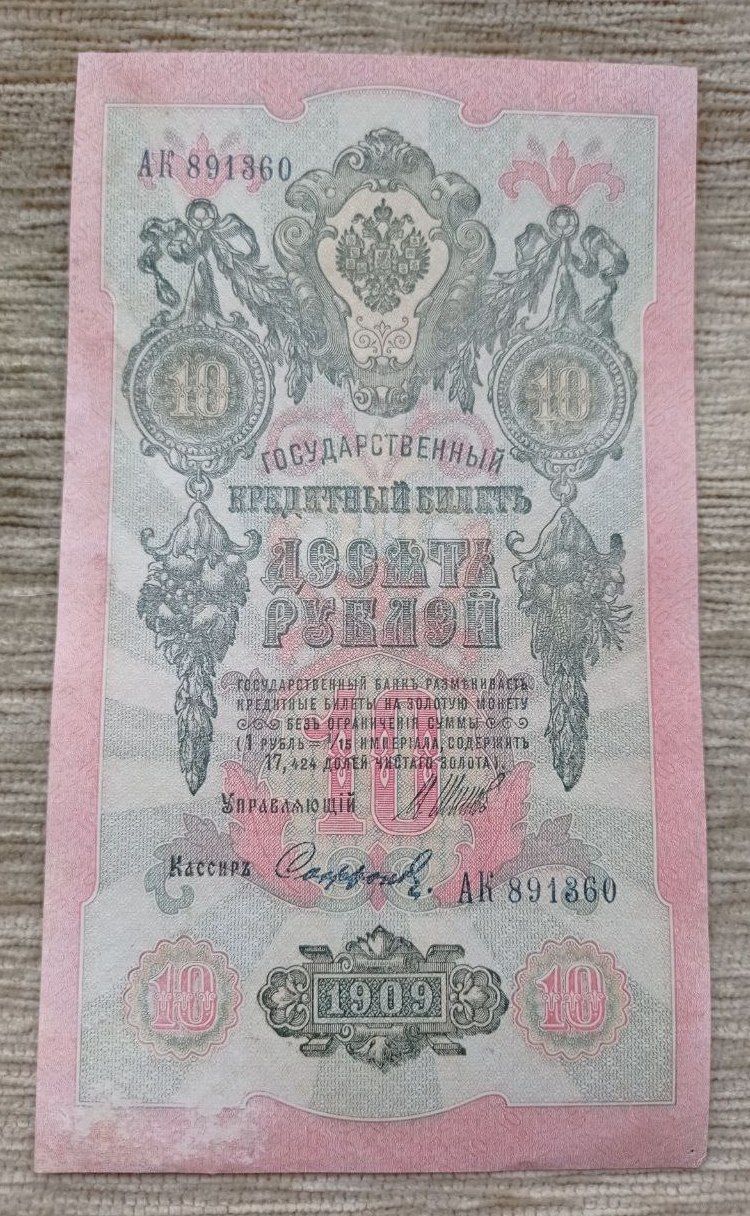 АК 891360
10 10
ГОСУДАРСТВЕННЫЙ
КРЕДИТНЫЙ БИЛЕТЪ
ДЕСЯТЬ
РУБЛЕЙ
ГОСУДАРСТВЕННЫЙ БАНКЪ РАЗМѢНИВАЕТЪ
КРЕДИТНЫЕ БИЛЕТЫ НА ЗОЛОТУЮ МОНЕТУ
БЕЗЪ ОГРАНИЧЕНІЯ СУММЫ
(1 РУБЛЬ = 1/15 ИМПЕРІАЛА, СОДЕРЖИТЪ
17,424 ДОЛЕЙ ЧИСТАГО ЗОЛОТА).
10
УПРАВЛЯЮЩІЙ
Кассиръ Софронов
АК 891360
10 1909 10